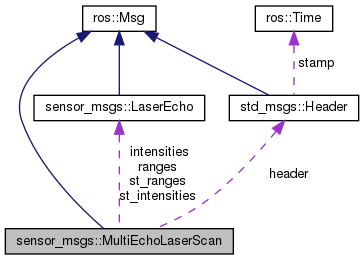 ros::Msg
ros::Time
stamp
sensor_msgs::LaserEcho
std_msgs::Header
intensities
ranges
st_ranges
st_intensities
header
sensor_msgs::MultiEchoLaserScan